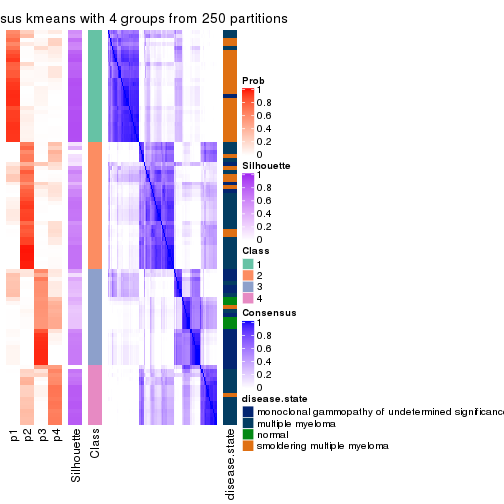 sus kmeans with 4 groups from 250 partitions
Prob
1
0.8
0.6
0.4
0.2
0
Silhouette
1
0.8
0.6
0.4
0.2
0
Class
1
2
3
4
Consensus
1
0.8
0.6
0.4
0.2
0
disease.state
monoclonal gammopathy of undetermined significance
multiple myeloma
normal
smoldering multiple myeloma
p1
p2
p3
p4
Silhouette
Class
disease.state